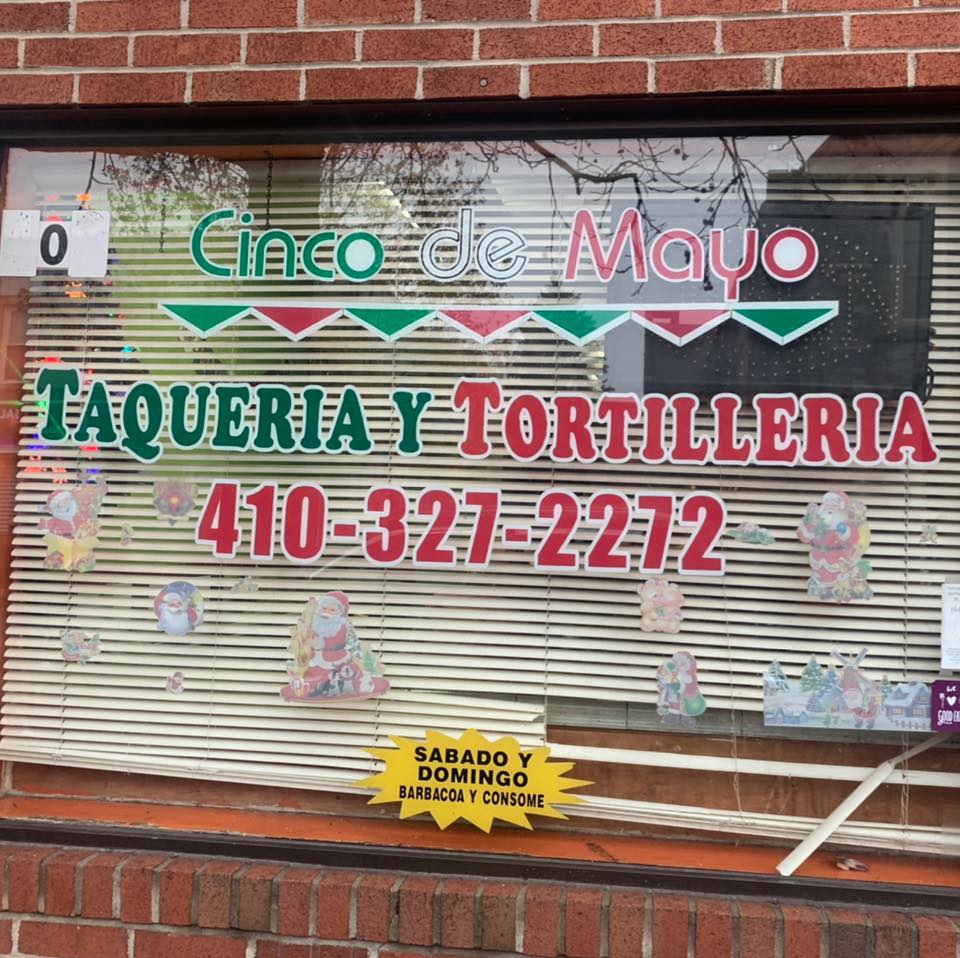 0
Cinco de Mayo
TAQUERIA Y TORTILLERIA
410-327-2272
SABADO Y
DOMINGO
BARBACOA Y CONSOME